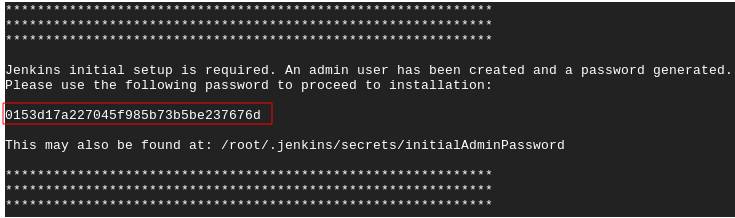 *************************************************************
*************************************************************
*************************************************************
Jenkins initial setup is required. An admin user has been created and a password generated.
Please use the following password to proceed to installation:
0153d17a227045f985b73b5be237676d
This may also be found at: /root/.jenkins/secrets/initialAdminPassword
*************************************************************
*************************************************************
*************************************************************